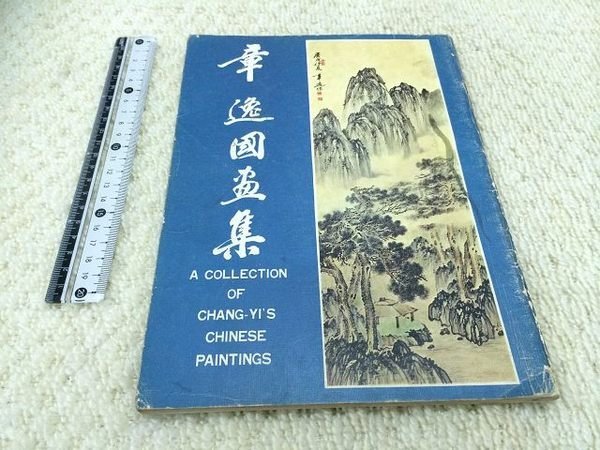 章逸國畫集
A COLLECTION
OF
CHANG-YI'S
CHINESE
PAINTINGS